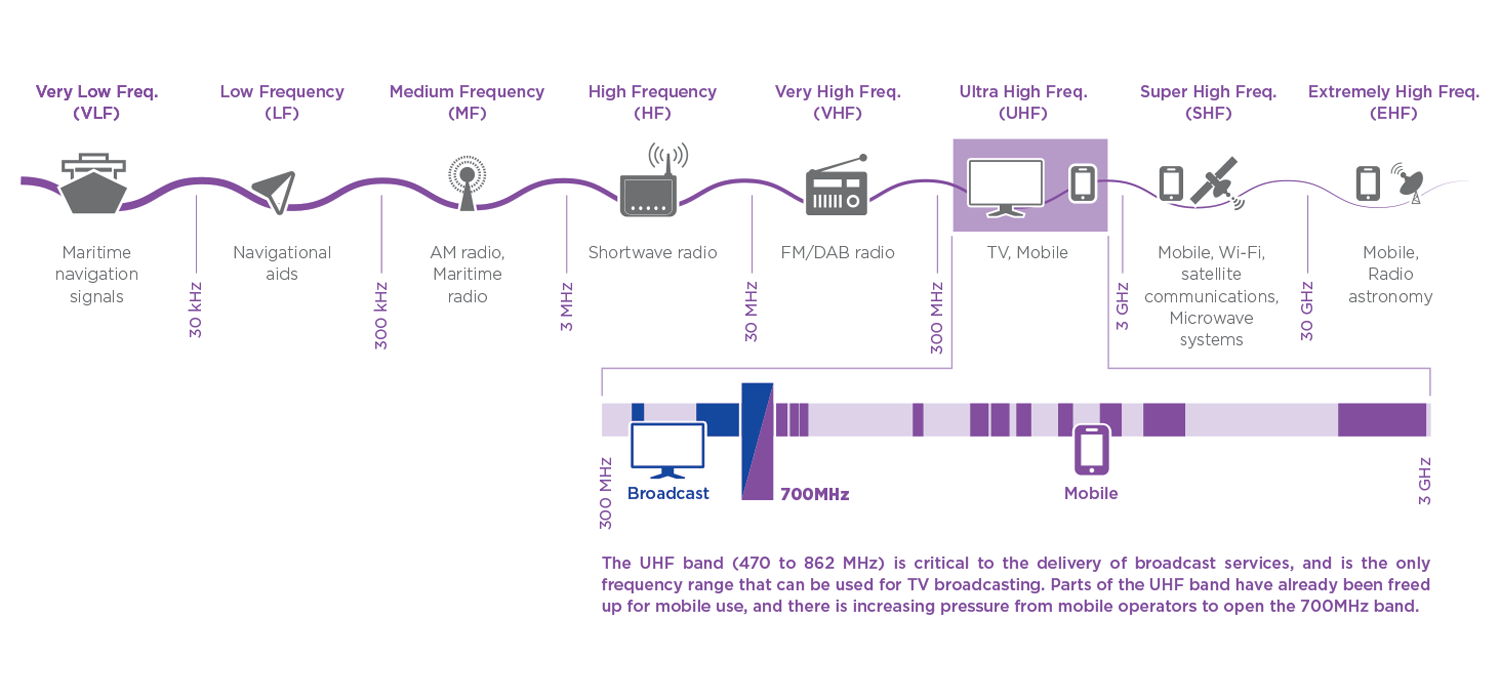 Very Low Freq.
(VLF)
Low Frequency
(LF)
Medium Frequency
(MF)
High Frequency
(HF)
Very High Freq.
(VHF)
Ultra High Freq.
(UHF)
Super High Freq.
(SHF)
Extremely High Freq.
(EHF)
Maritime
navigation
signals
30 kHz
Navigational
aids
300 kHz
AM radio,
Maritime
radio
3 MHz
Shortwave radio
30 MHz
FM/DAB radio
300 MHz
TV, Mobile
3 GHz
Mobile, Wi-Fi,
satellite
communications,
Microwave
systems
30 GHz
Mobile,
Radio
astronomy
300 MHz
Broadcast
700MHz
Mobile
3 GHz
The UHF band (470 to 862 MHz) is critical to the delivery of broadcast services, and is the only
frequency range that can be used for TV broadcasting. Parts of the UHF band have already been freed
up for mobile use, and there is increasing pressure from mobile operators to open the 700MHz band.